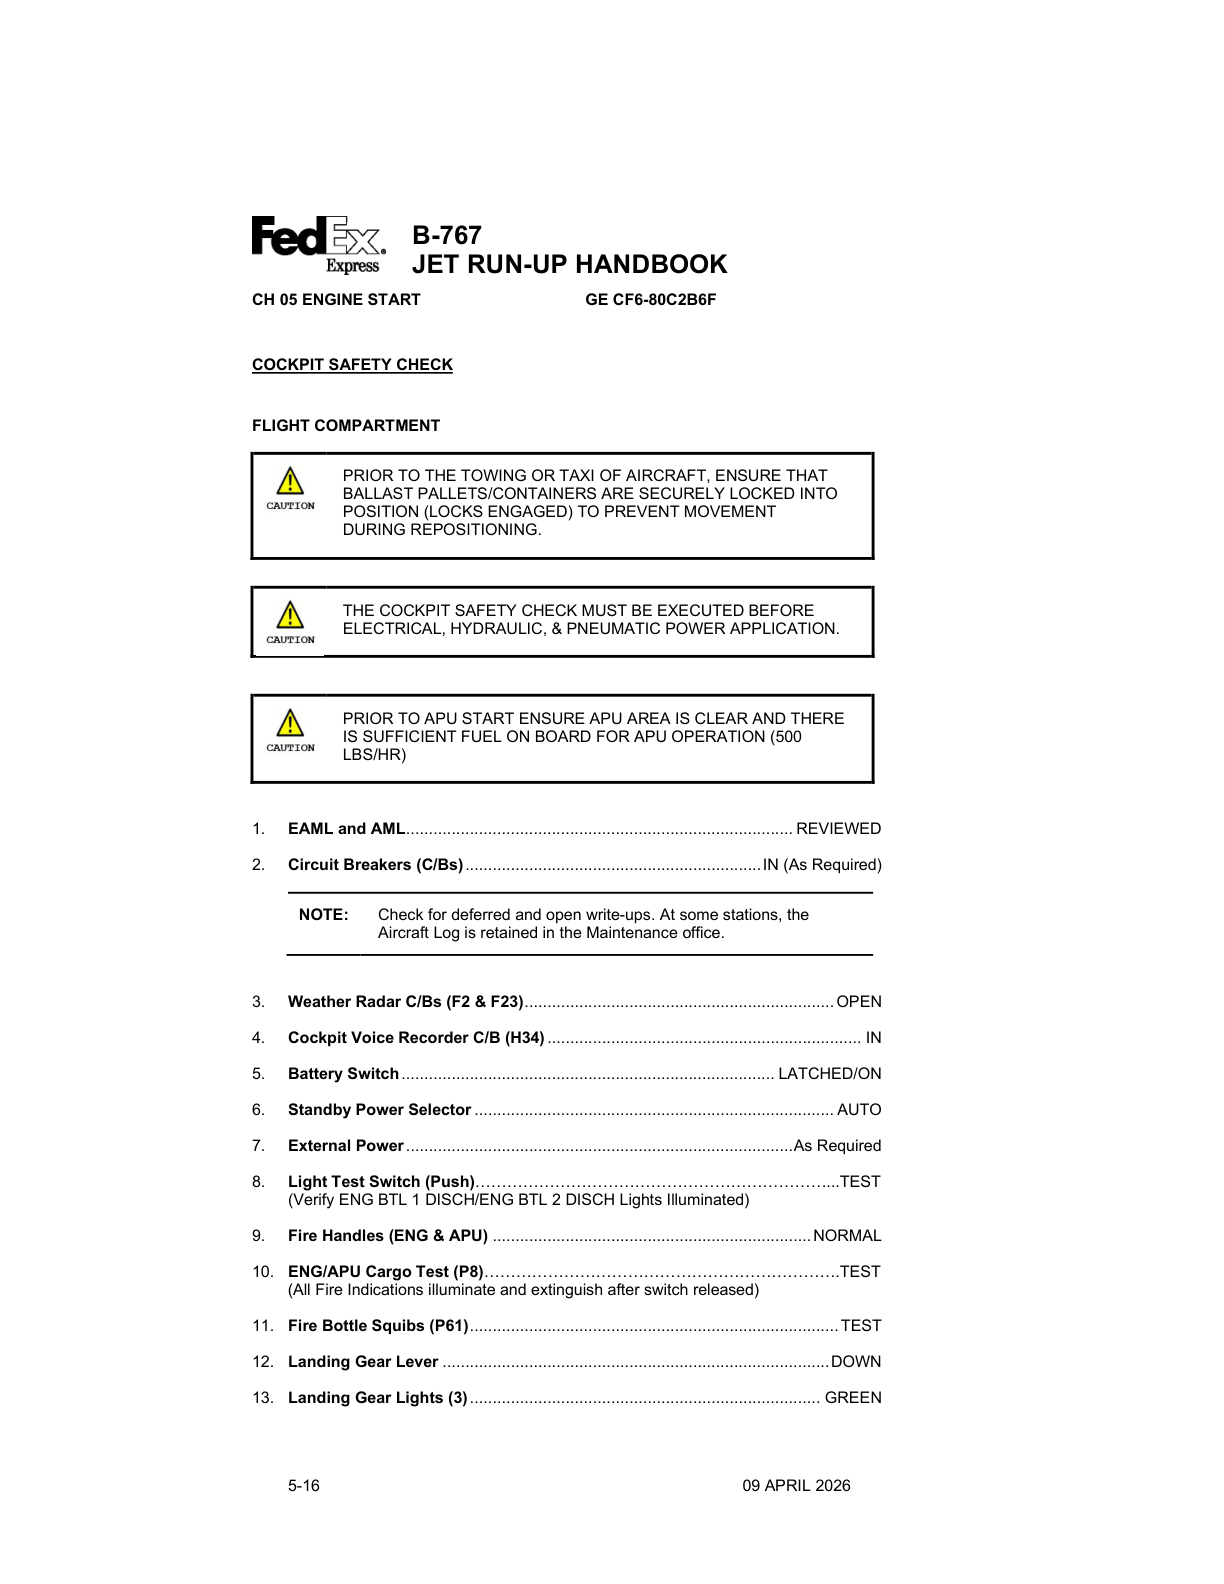 FedEx®
Express
B-767
JET RUN-UP HANDBOOK
CH 05 ENGINE START GE CF6-80C2B6F
COCKPIT SAFETY CHECK
FLIGHT COMPARTMENT
CAUTION
PRIOR TO THE TOWING OR TAXI OF AIRCRAFT, ENSURE THAT
BALLAST PALLETS/CONTAINERS ARE SECURELY LOCKED INTO
POSITION (LOCKS ENGAGED) TO PREVENT MOVEMENT
DURING REPOSITIONING.
CAUTION
THE COCKPIT SAFETY CHECK MUST BE EXECUTED BEFORE
ELECTRICAL, HYDRAULIC, & PNEUMATIC POWER APPLICATION.
CAUTION
PRIOR TO APU START ENSURE APU AREA IS CLEAR AND THERE
IS SUFFICIENT FUEL ON BOARD FOR APU OPERATION (500
LBS/HR)
1. EAML and AML..................................................................................... REVIEWED
2. Circuit Breakers (C/Bs).................................................................IN (As Required)
NOTE: Check for deferred and open write-ups. At some stations, the
Aircraft Log is retained in the Maintenance office.
3. Weather Radar C/Bs (F2 & F23).................................................................... OPEN
4. Cockpit Voice Recorder C/B (H34) ..................................................................... IN
5. Battery Switch.................................................................................. LATCHED/ON
6. Standby Power Selector ............................................................................... AUTO
7. External Power.....................................................................................As Required
8. Light Test Switch (Push)…………………………………………………………....TEST
(Verify ENG BTL 1 DISCH/ENG BTL 2 DISCH Lights Illuminated)
9. Fire Handles (ENG & APU) ......................................................................NORMAL
10. ENG/APU Cargo Test (P8)…………………………………………………………..TEST
(All Fire Indications illuminate and extinguish after switch released)
11. Fire Bottle Squibs (P61)................................................................................. TEST
12. Landing Gear Lever .....................................................................................DOWN
13. Landing Gear Lights (3)............................................................................. GREEN
5-16 09 APRIL 2026